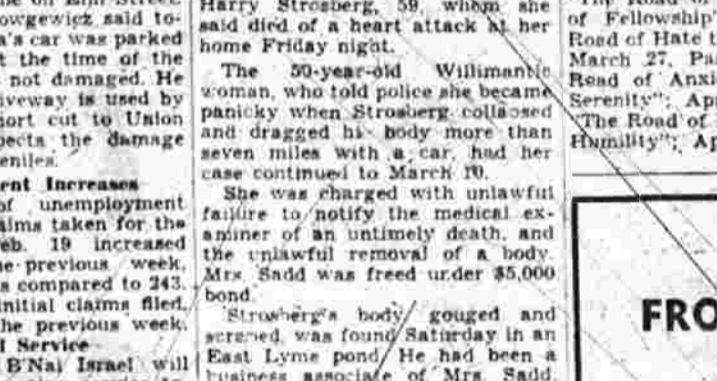 owgewicz said to-
a's car was parked
t the time of the
not damaged. He
iveway is used by
ort cut to Union
pects the damage
eniles.
ent Increases
of unemployment
aims taken for the
eb. 19 increased
he previous week,
s compared to 243.
initial claims filed,
he previous week.
l Service
B'Nai Israel will
Harry Strosberg, 59, whom she
said died of a heart attack at her
home Friday night.
The 50-year-old Willimantic
woman, who told police she became
panicky when Strosberg collapsed
and dragged his body more than
seven miles with a car, had her
case continued to March 10.
She was charged with unlawful
failure to notify the medical ex-
aminer of an untimely death, and
the unlawful removal of a body.
Mrs. Sadd was freed under $5,000
bond.
Strosberg's body, gouged and
scraped, was found Saturday in an
East Lyme pond. He had been a
business associate of Mrs. Sadd.
of Fellowship"
Road of Hate t
March 27, Pa
Road of Anxi
Serenity"; Ap
"The Road of
Humility"; Ap
FRO